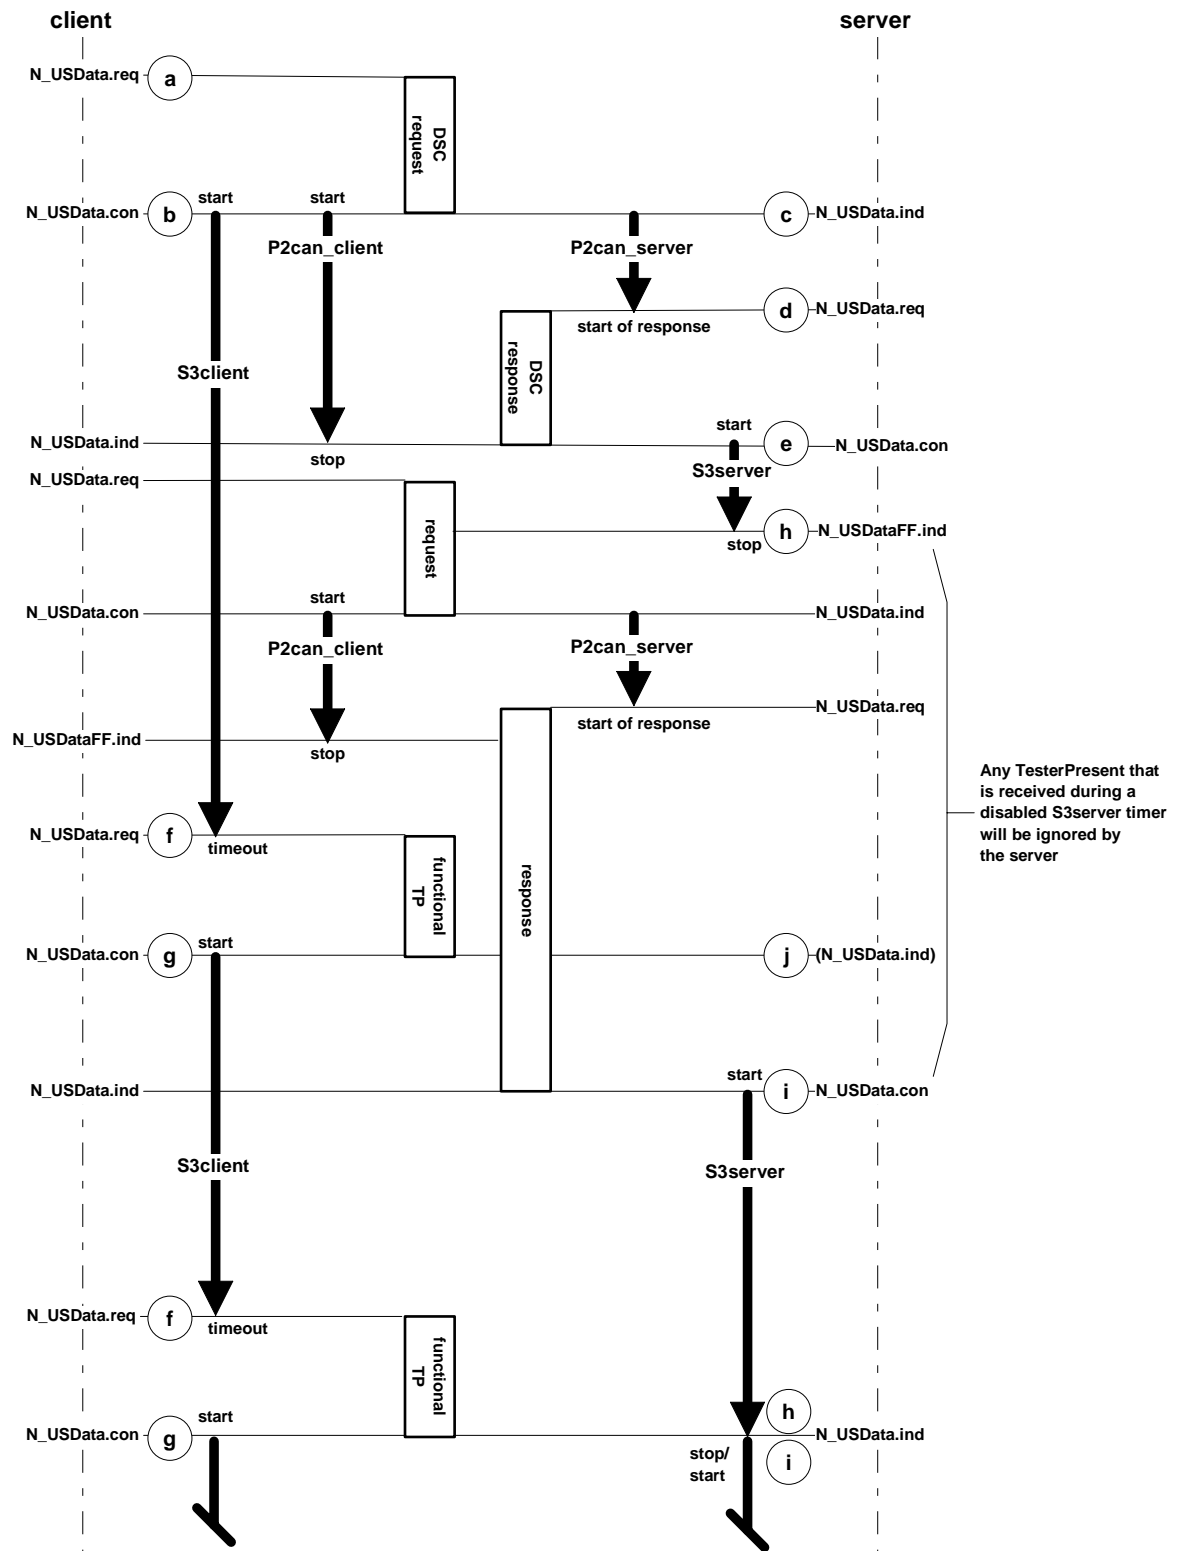 client
server
N_USData.req
a
DSC
request
N_USData.con
b
start
start
c
N_USData.ind
P2can_client
P2can_server
d
N_USData.req
start of response
DSC
response
S3client
start
N_USData.ind
e
N_USData.con
stop
S3server
N_USData.req
request
stop
h
N_USDataFF.ind
start
N_USData.con
N_USData.ind
P2can_client
P2can_server
N_USData.req
start of response
N_USDataFF.ind
stop
Any TesterPresent that
is received during a
disabled S3server timer
will be ignored by
the server
N_USData.req
f
timeout
functional
TP
response
start
N_USData.con
g
j
(N_USData.ind)
start
N_USData.ind
i
N_USData.con
S3client
S3server
N_USData.req
f
timeout
functional
TP
h
start
N_USData.con
g
N_USData.ind
stop/
start
i